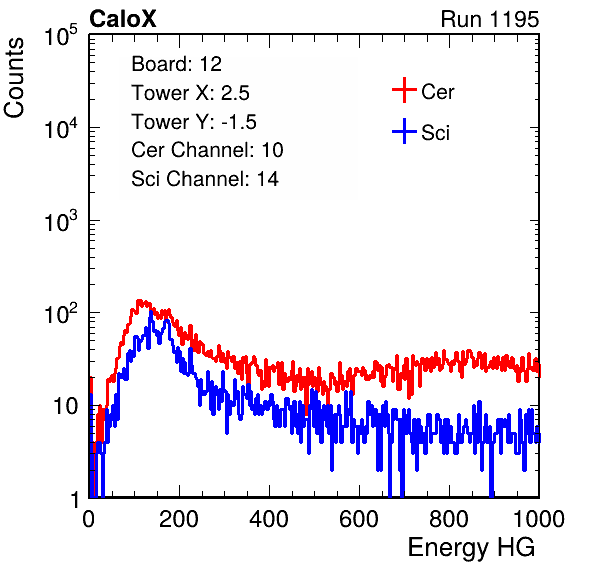 CaloX Run 1195
Counts
10^5
10^4
10^3
10^2
10
1
Board: 12
Tower X: 2.5
Tower Y: -1.5
Cer Channel: 10
Sci Channel: 14
Cer
Sci
0 200 400 600 800 1000
Energy HG